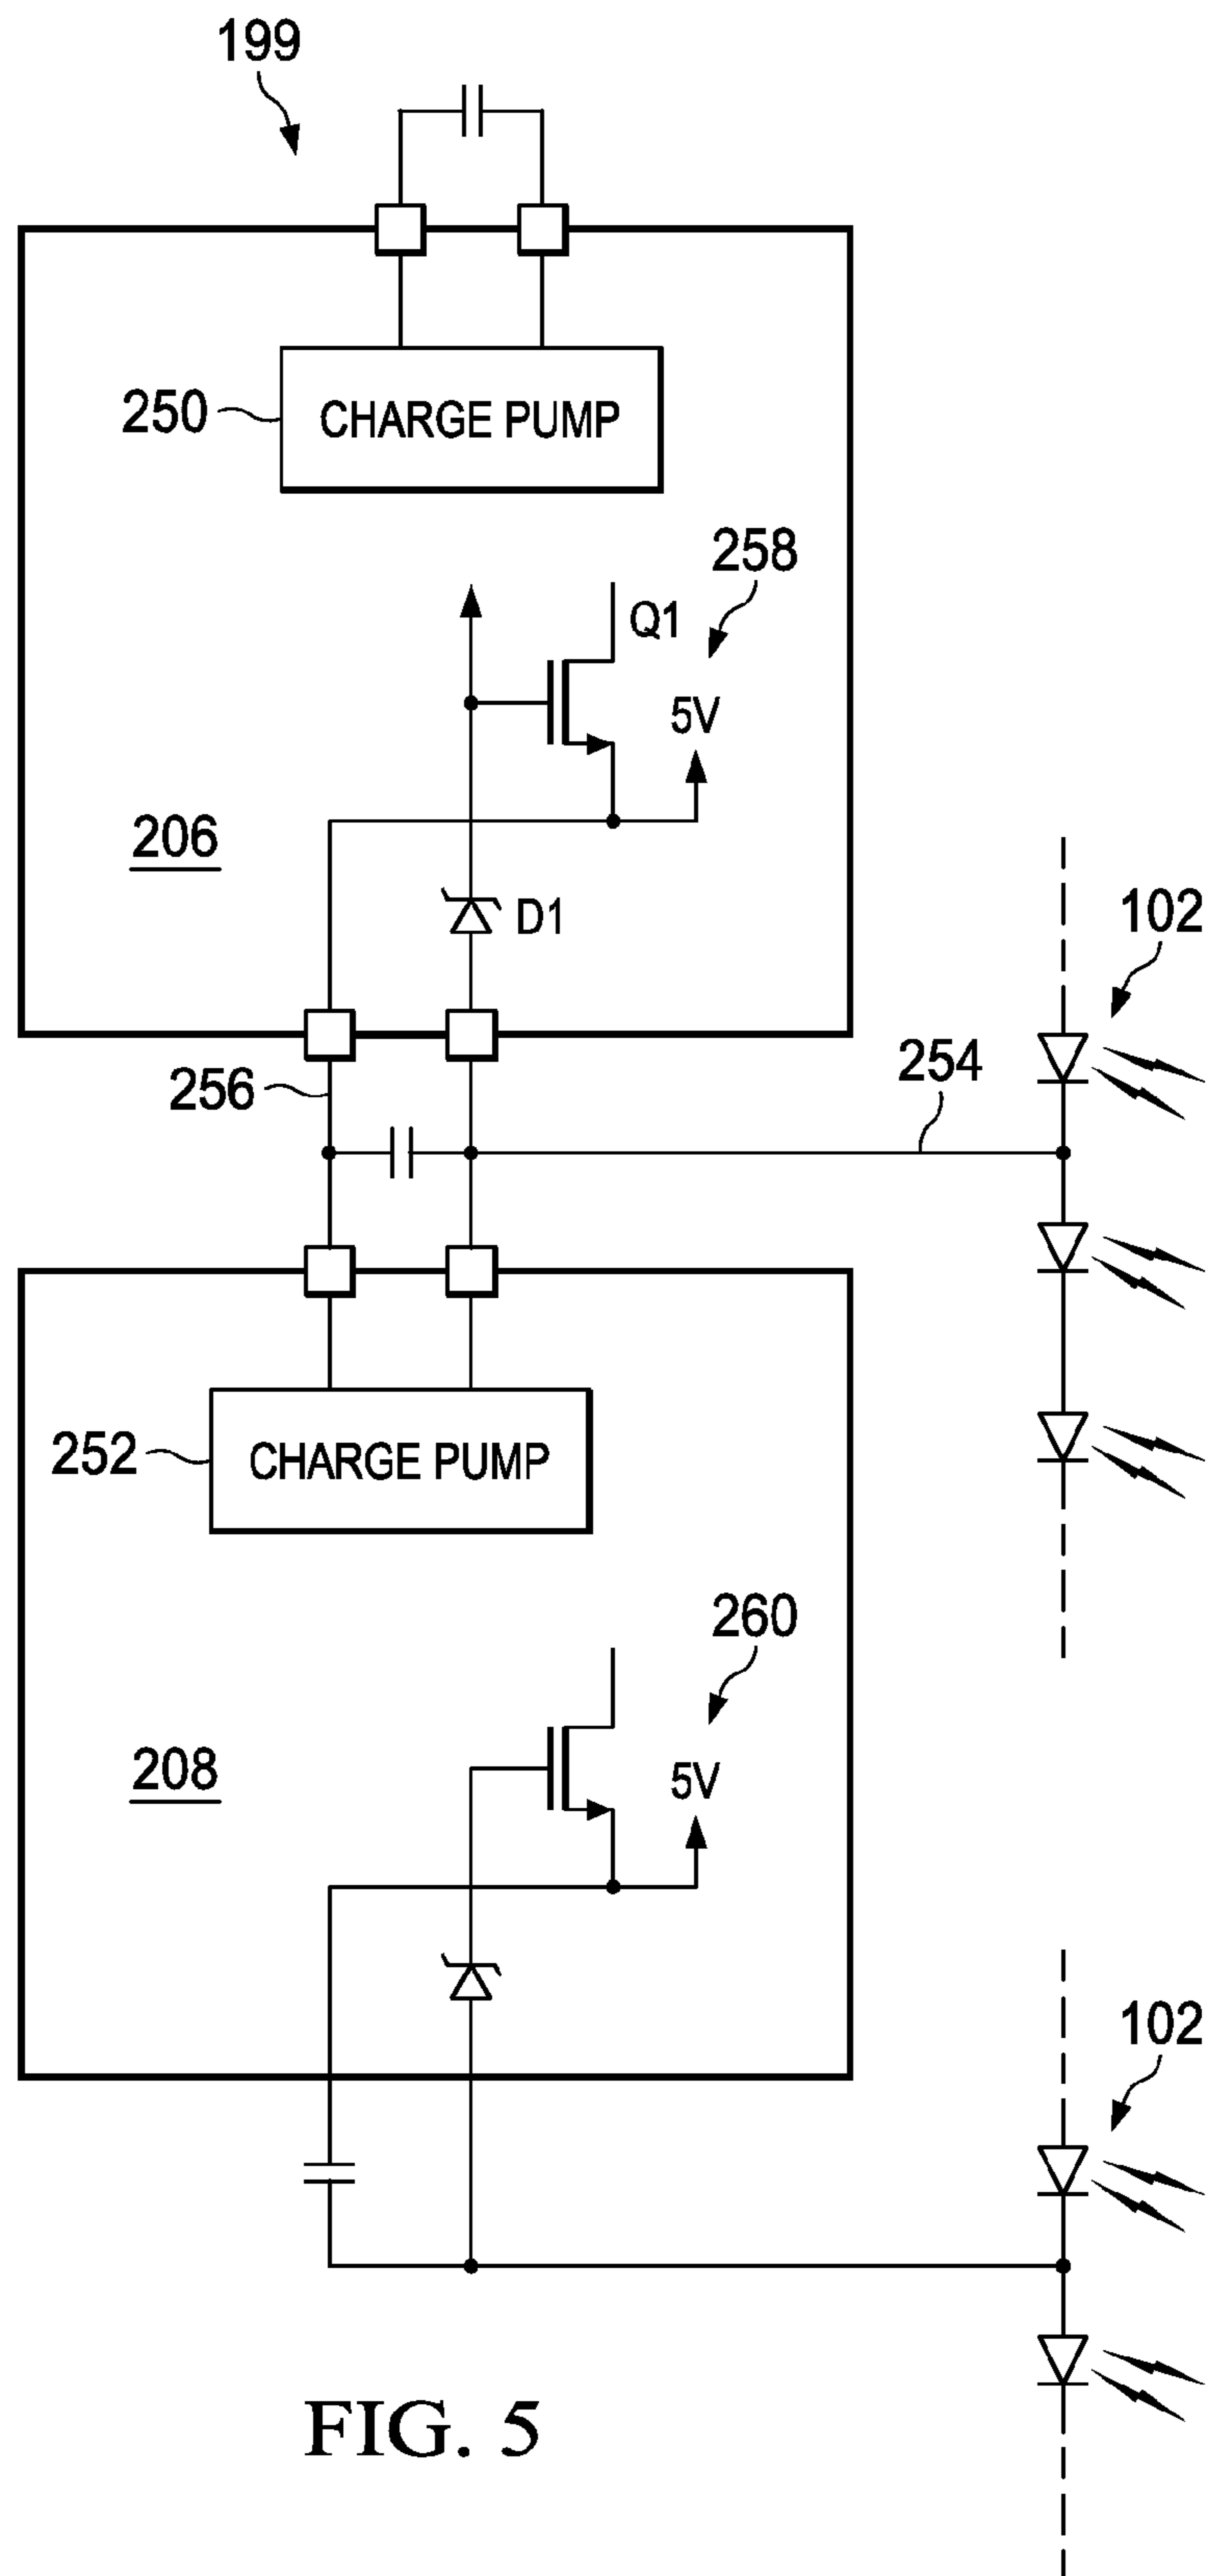 199
250
CHARGE PUMP
258
Q1
5V
206
D1
102
254
256
252
CHARGE PUMP
260
5V
208
102
FIG. 5